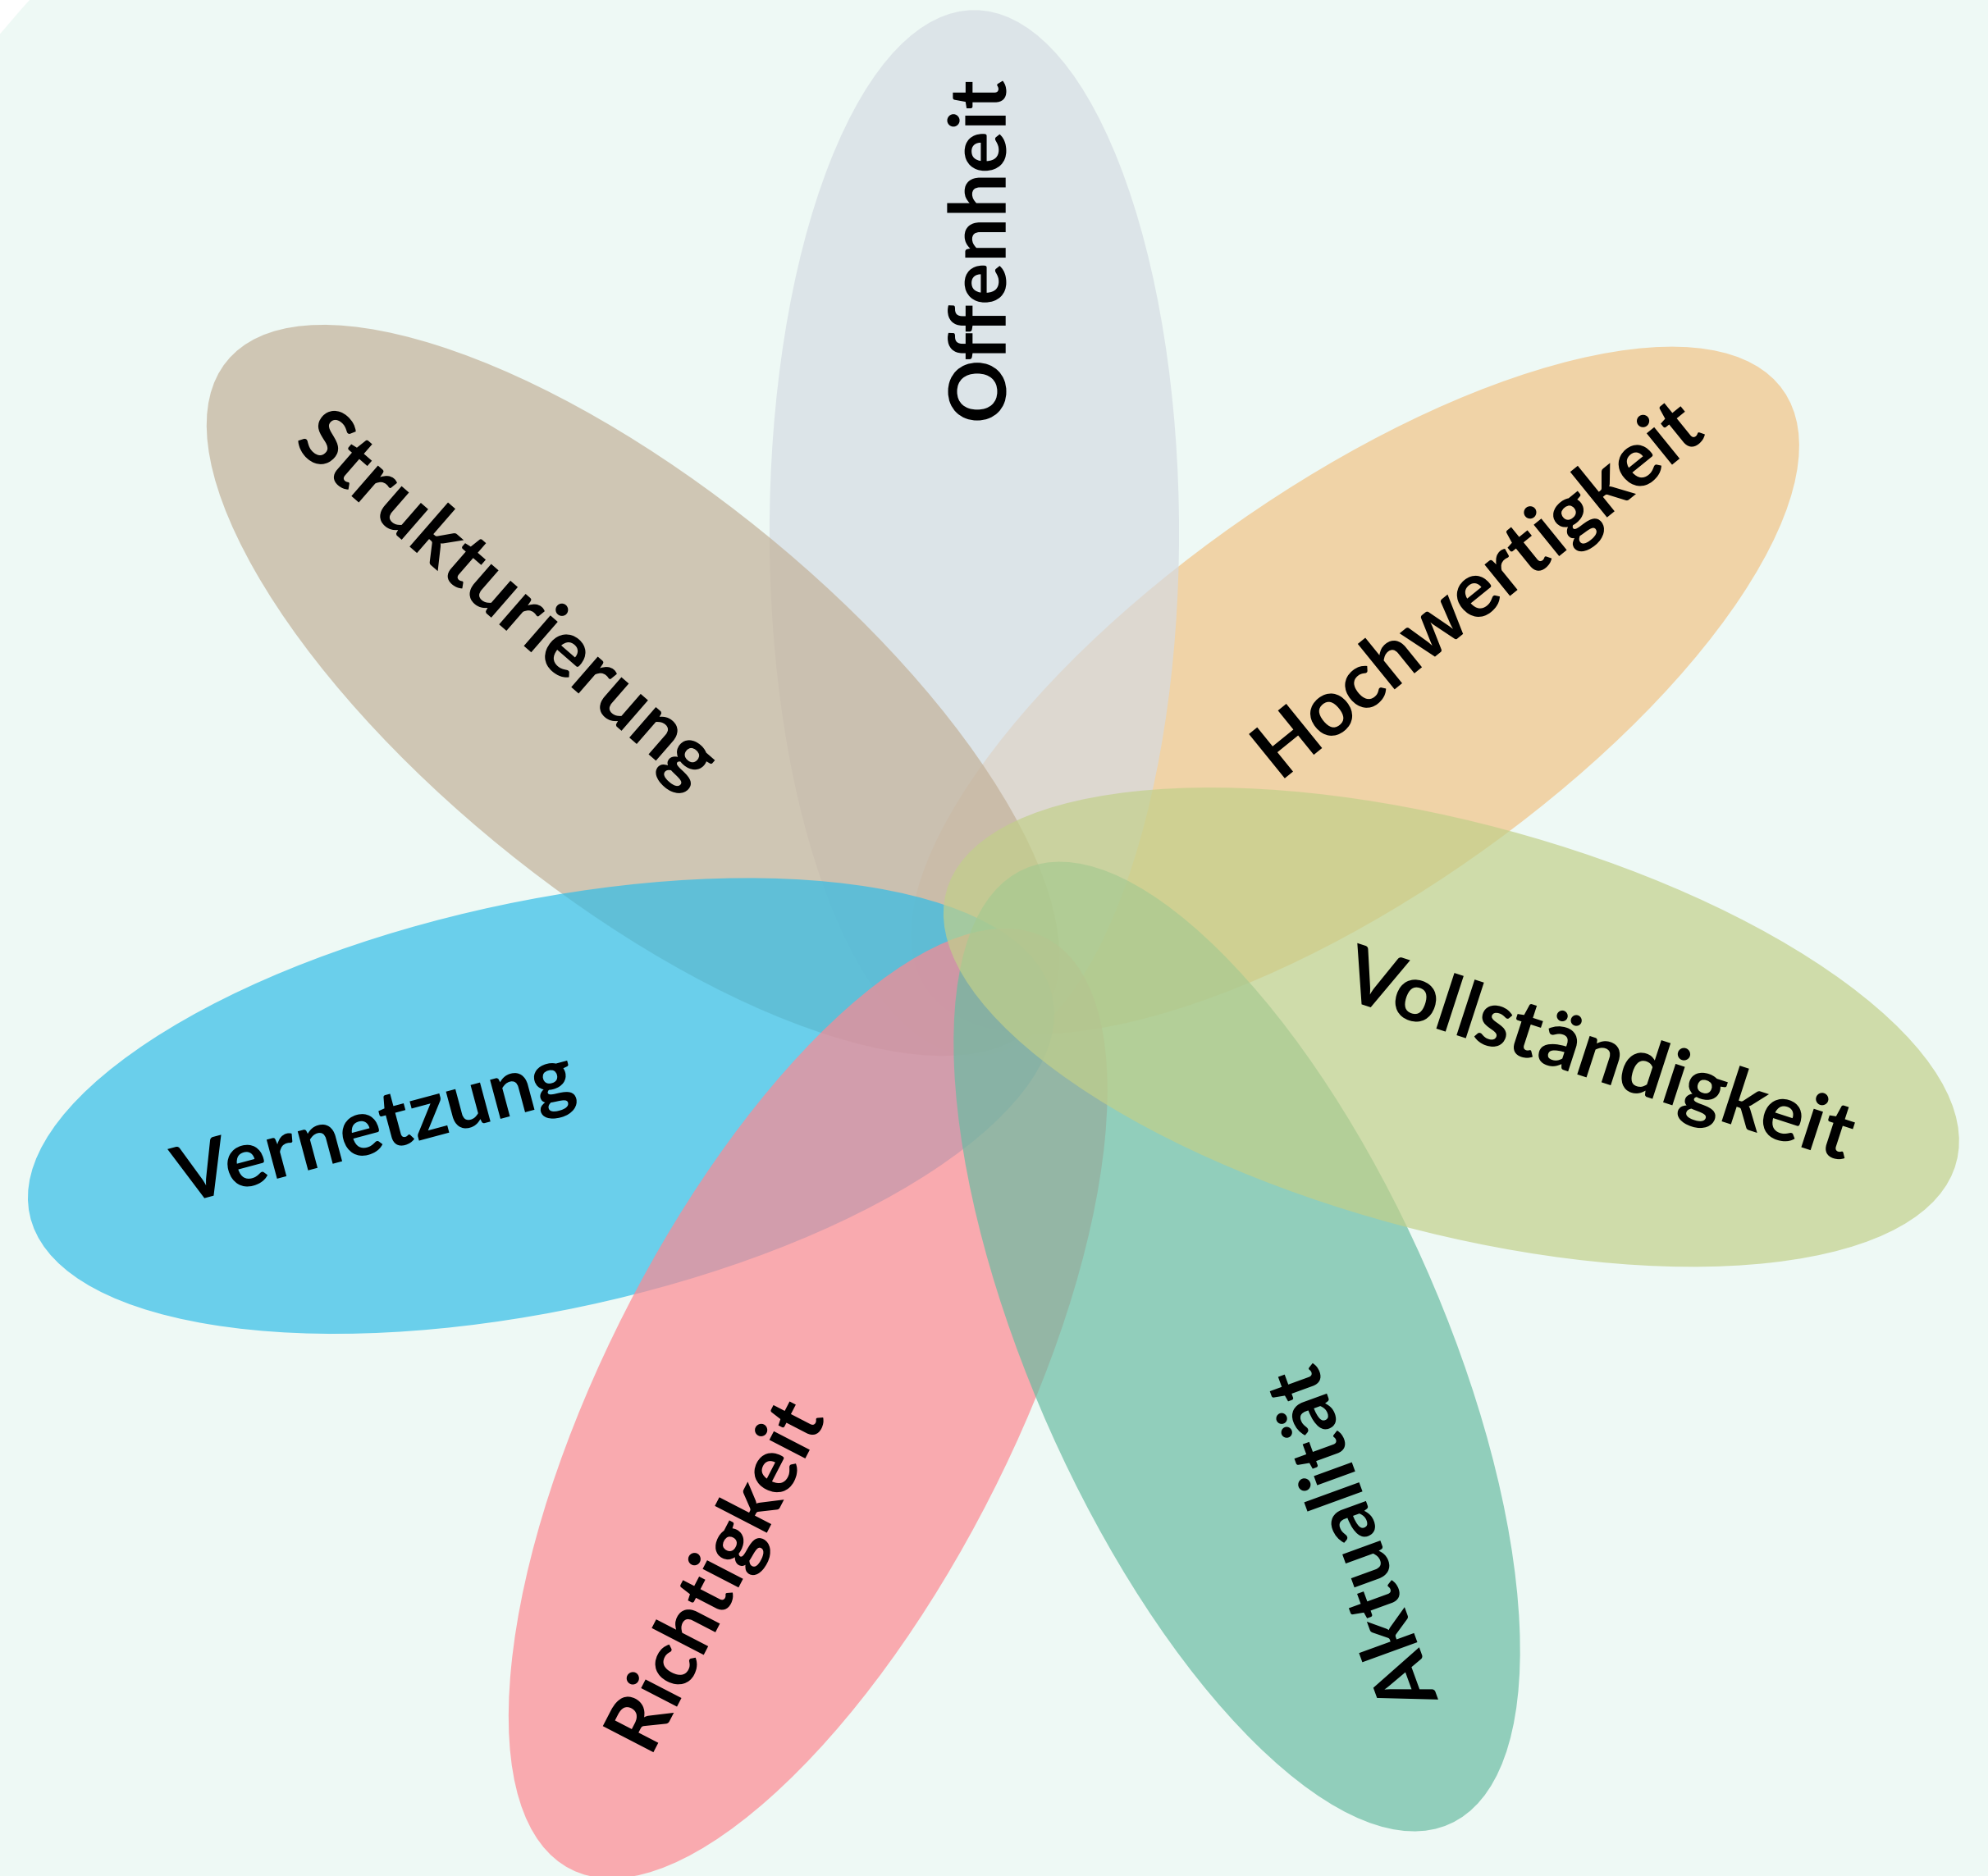 Offenheit
Hochwertigkeit
Vollständigkeit
Aktualität
Richtigkeit
Vernetzung
Strukturierung